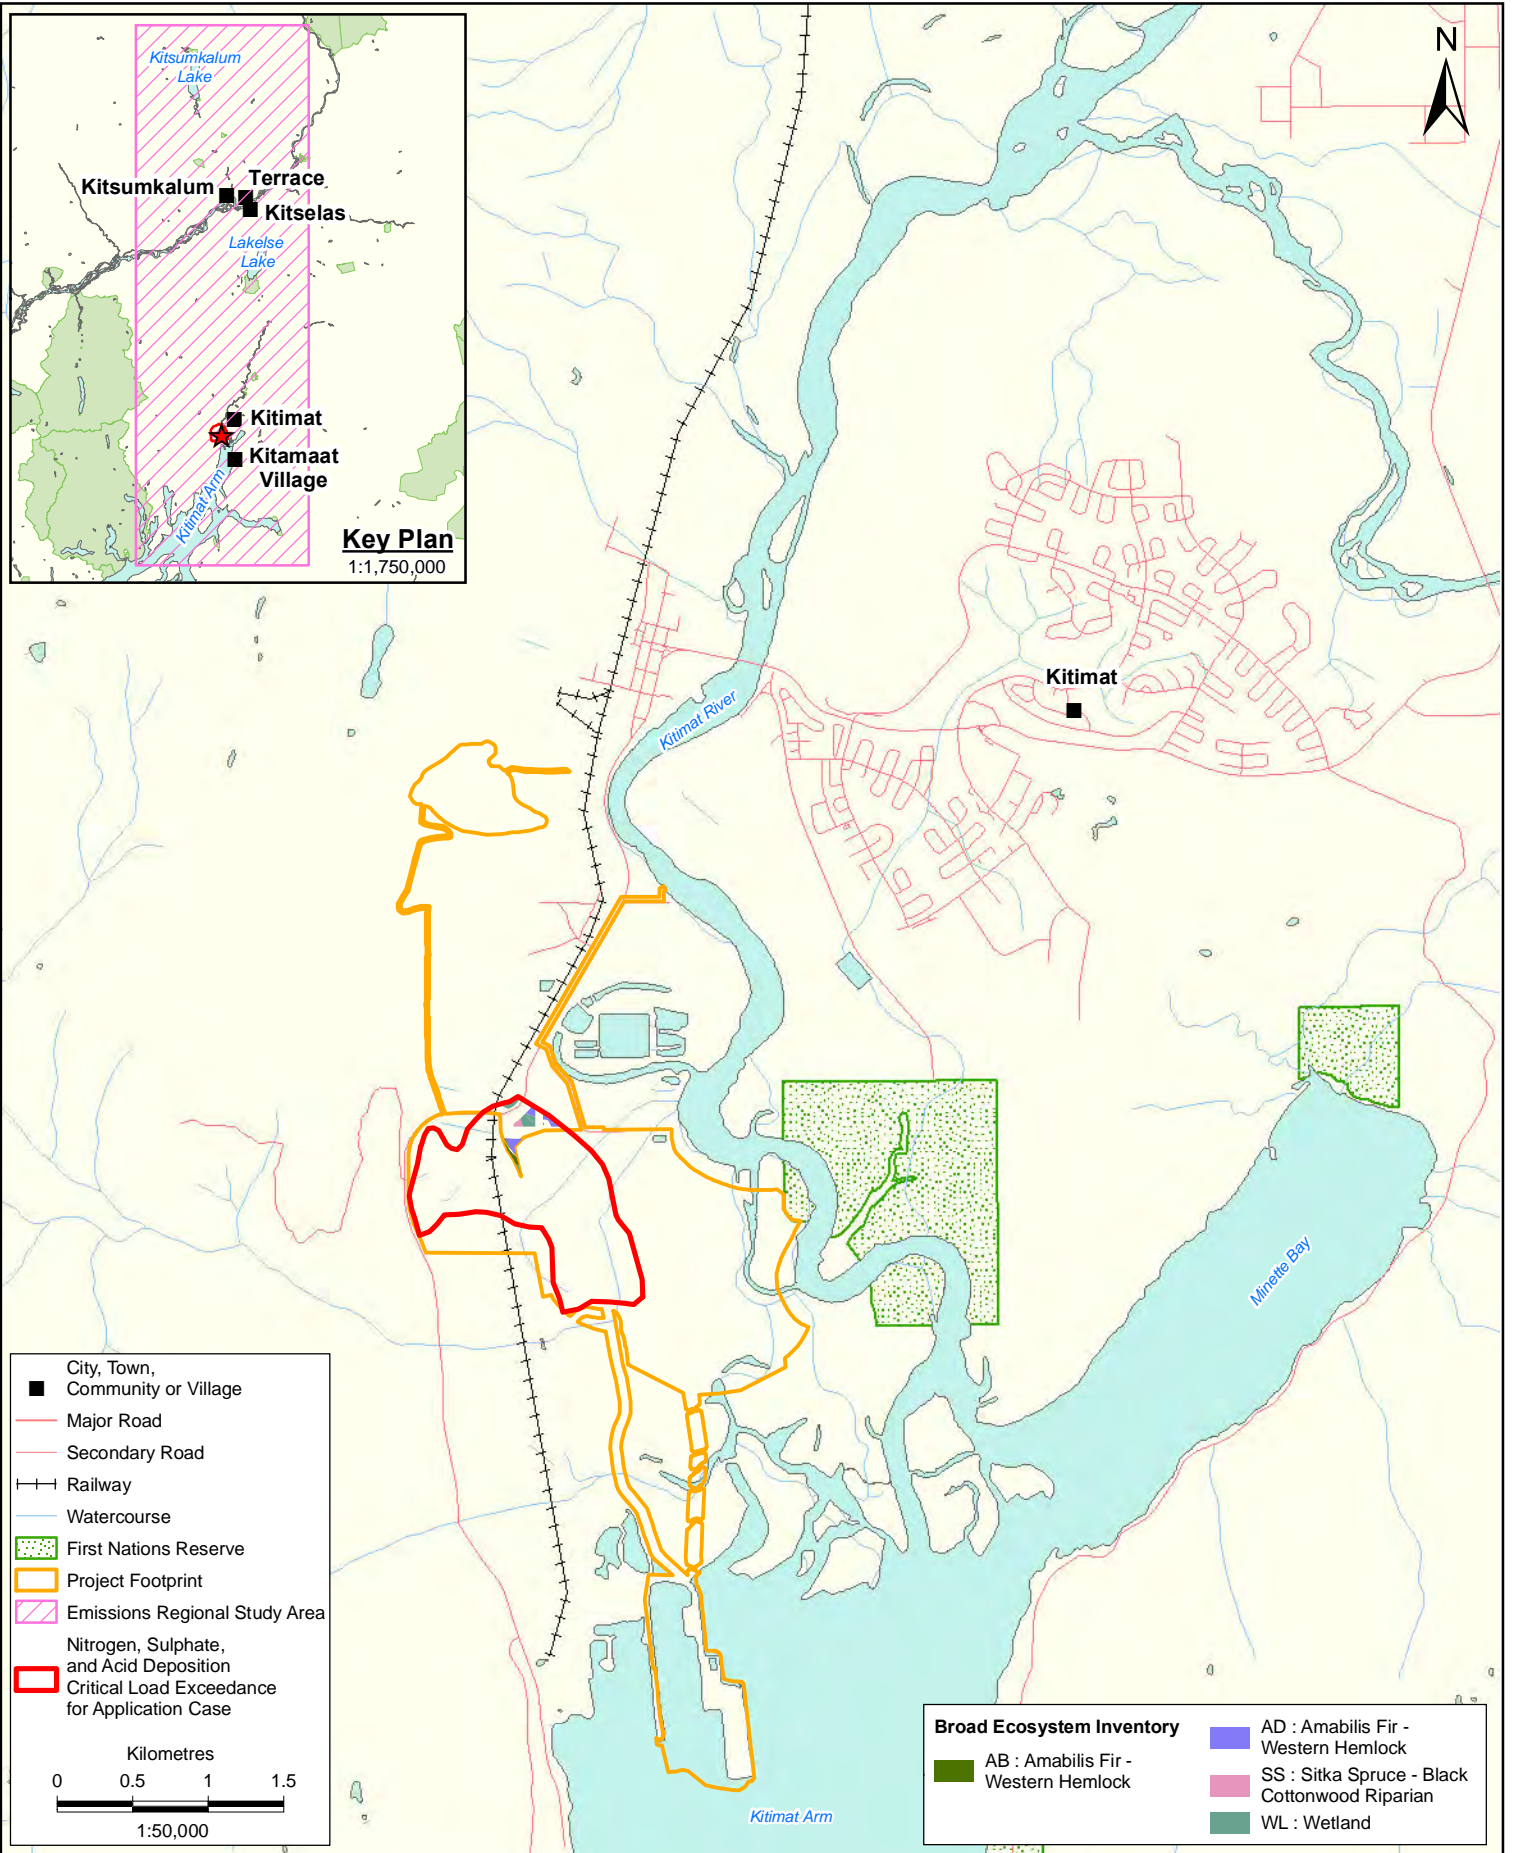 Kitsumkalum
Lake
Kitsumkalum
Terrace
Kitselas
Lakelse
Lake
Kitimat
Kitamaat
Village
Kitimat Arm
Key Plan
1:1,750,000
N
Kitimat
Kitimat River
Minette Bay
Kitimat Arm
City, Town,
Community or Village
Major Road
Secondary Road
Railway
Watercourse
First Nations Reserve
Project Footprint
Emissions Regional Study Area
Nitrogen, Sulphate,
and Acid Deposition
Critical Load Exceedance
for Application Case
Kilometres
0 0.5 1 1.5
1:50,000
Broad Ecosystem Inventory
AB : Amabilis Fir -
Western Hemlock
AD : Amabilis Fir -
Western Hemlock
SS : Sitka Spruce - Black
Cottonwood Riparian
WL : Wetland